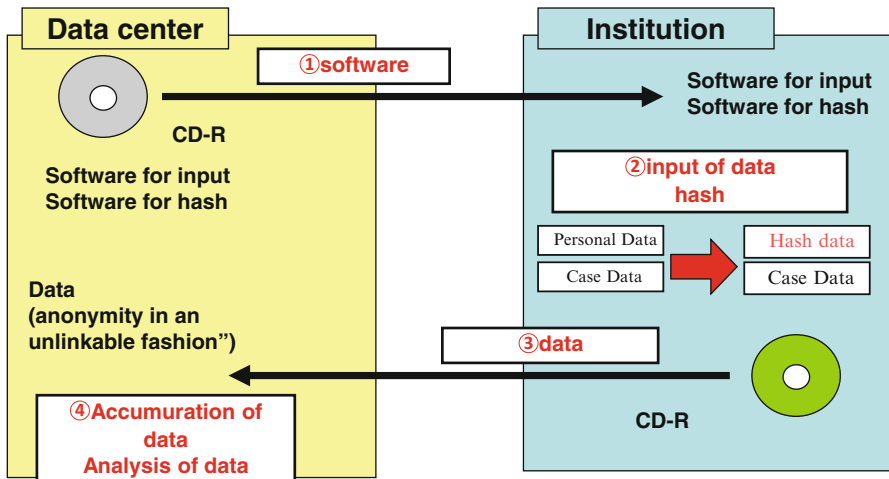 Data center
Institution
①software
CD-R
Software for input
Software for hash
Software for input
Software for hash
②input of data
hash
Personal Data
Case Data
Hash data
Case Data
Data
(anonymity in an
unlinkable fashion”)
③data
CD-R
④Accumuration of
data
Analysis of data